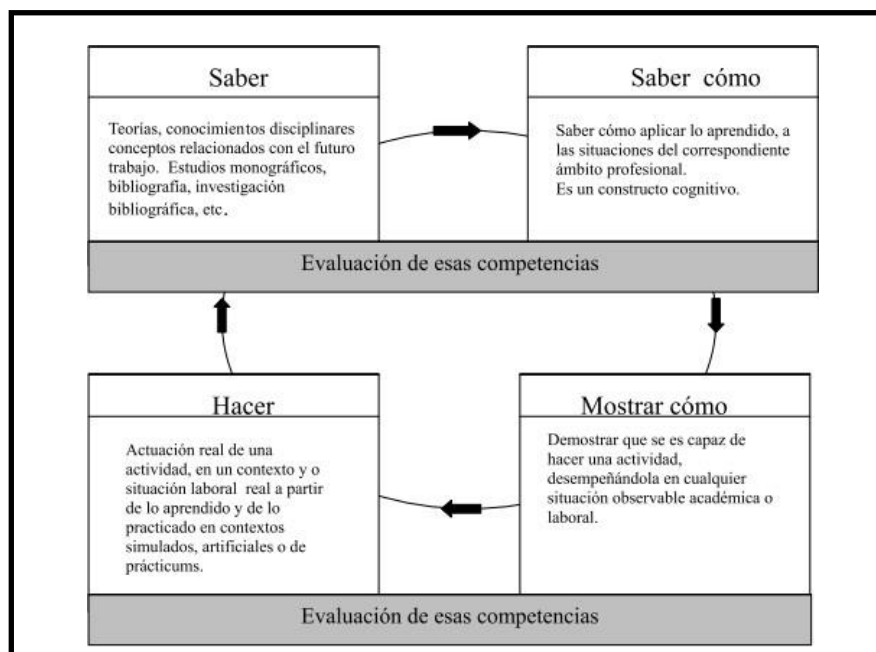 Saber
Teorías, conocimientos disciplinares
conceptos relacionados con el futuro
trabajo. Estudios monográficos,
bibliografía, investigación
bibliográfica, etc.
Saber cómo
Saber cómo aplicar lo aprendido, a
las situaciones del correspondiente
ámbito profesional.
Es un constructo cognitivo.
Evaluación de esas competencias
Hacer
Actuación real de una
actividad, en un contexto y o
situación laboral real a partir
de lo aprendido y de lo
practicado en contextos
simulados, artificiales o de
prácticums.
Mostrar cómo
Demostrar que se es capaz de
hacer una actividad,
desempeñándola en cualquier
situación observable académica o
laboral.
Evaluación de esas competencias